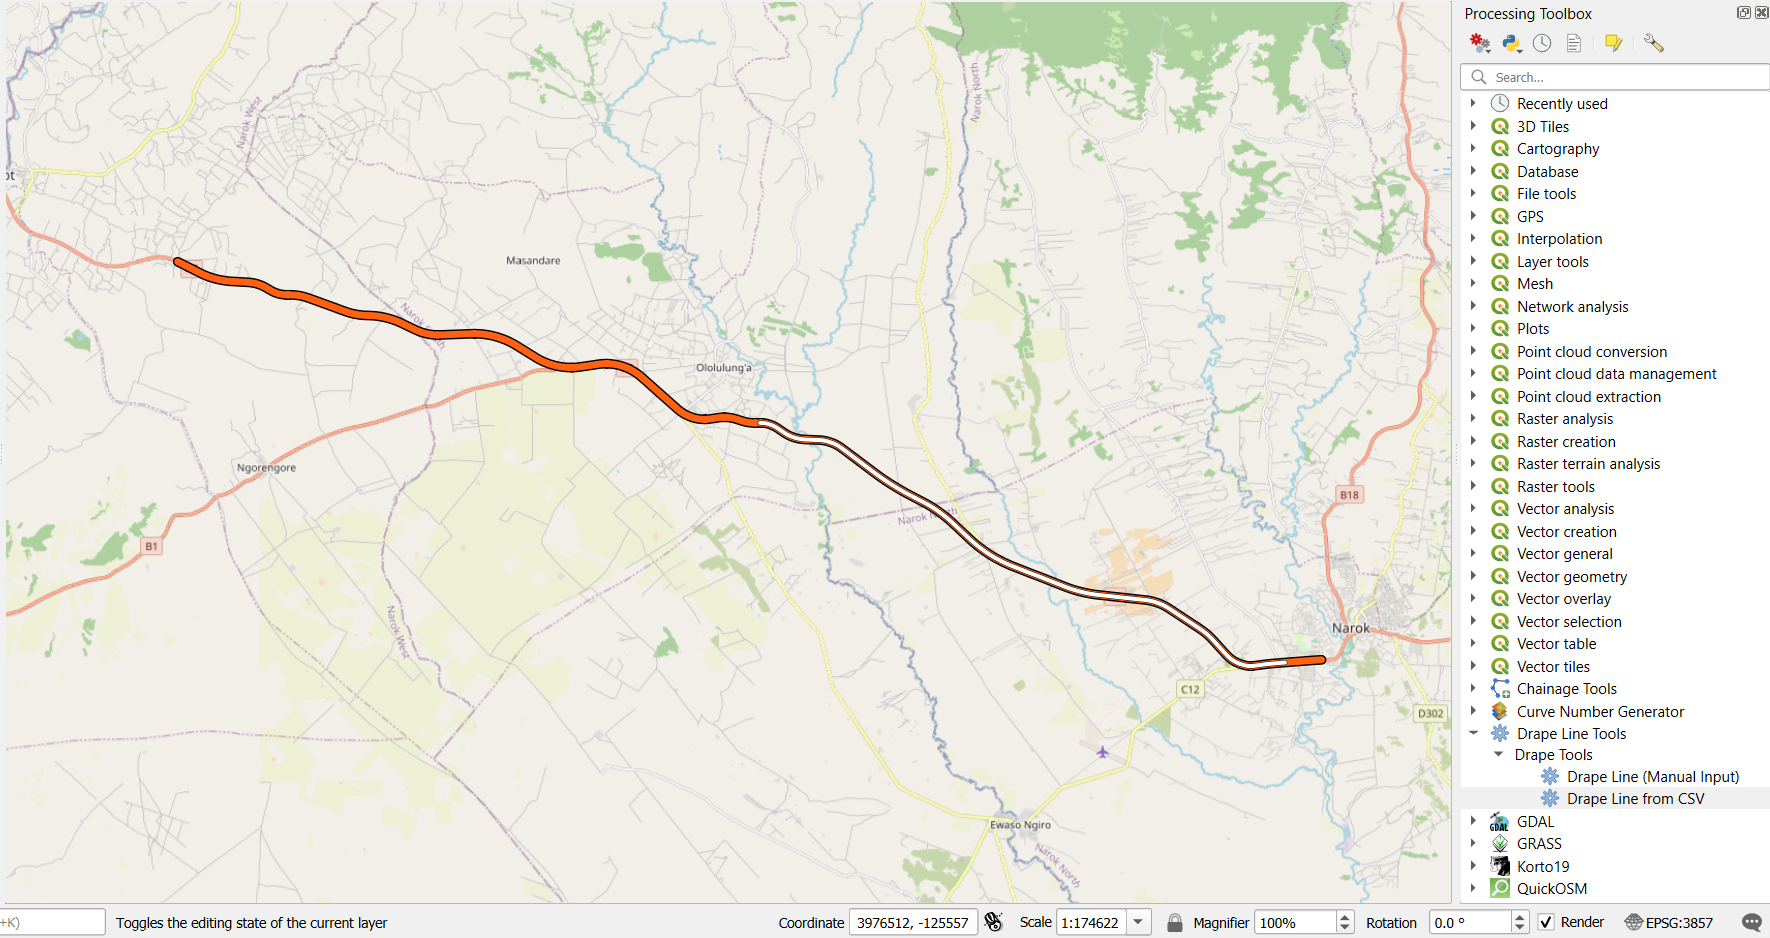 Processing Toolbox
Search...
Recently used
3D Tiles
Cartography
Database
File tools
GPS
Interpolation
Layer tools
Mesh
Network analysis
Plots
Point cloud conversion
Point cloud data management
Point cloud extraction
Raster analysis
Raster creation
Raster terrain analysis
Raster tools
Vector analysis
Vector creation
Vector general
Vector geometry
Vector overlay
Vector selection
Vector table
Vector tiles
Chainage Tools
Curve Number Generator
Drape Line Tools
Drape Tools
Drape Line (Manual Input)
Drape Line from CSV
GDAL
GRASS
Korto19
QuickOSM
Narok West
Narok North
ot
Masandare
Ololulung'a
Ngorengore
B1
B18
Narok North
Narok West
Narok
C12
D302
Ewaso Ngiro
Narok North
+K)
Toggles the editing state of the current layer
Coordinate 3976512, -125557
Scale 1:174622
Magnifier 100%
Rotation 0.0 °
Render
EPSG:3857